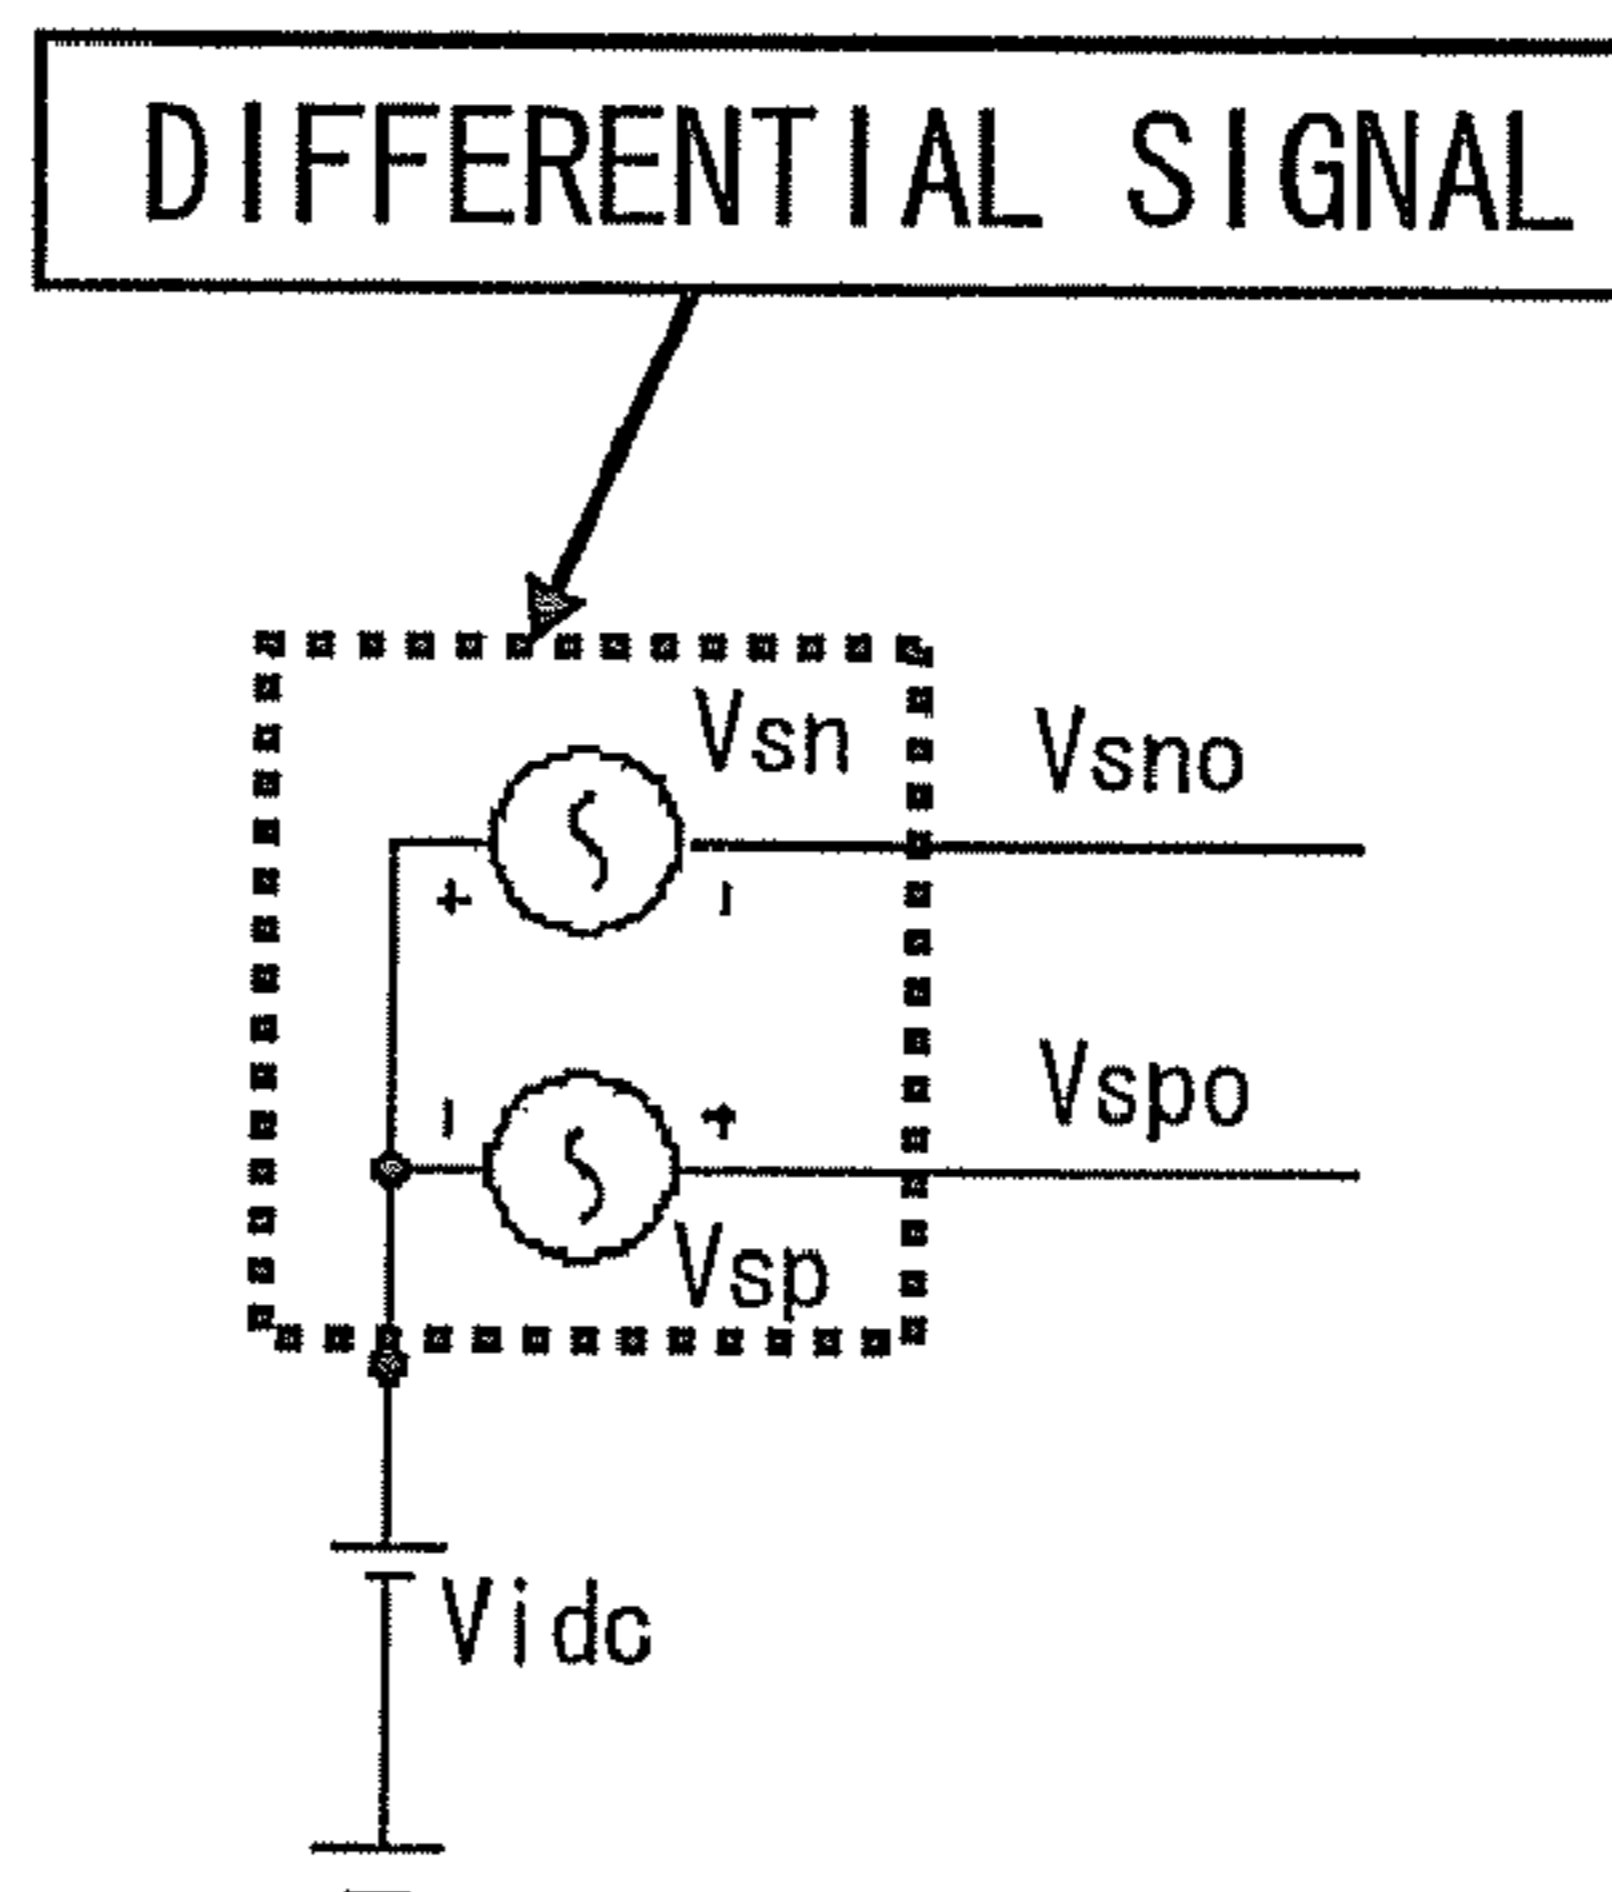 DIFFERENTIAL SIGNAL
Vsn
Vsno
+
-
Vspo
-
+
Vsp
Vidc